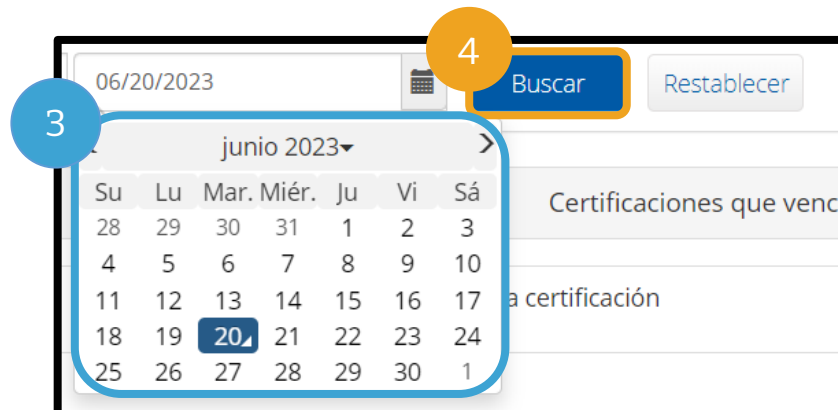 4
06/20/2023 Buscar Restablecer
3
junio 2023
Su Lu Mar. Miér. Ju Vi Sá
28 29 30 31 1 2 3
4 5 6 7 8 9 10
11 12 13 14 15 16 17
18 19 20 21 22 23 24
25 26 27 28 29 30 1
Certificaciones que venc
a certificación